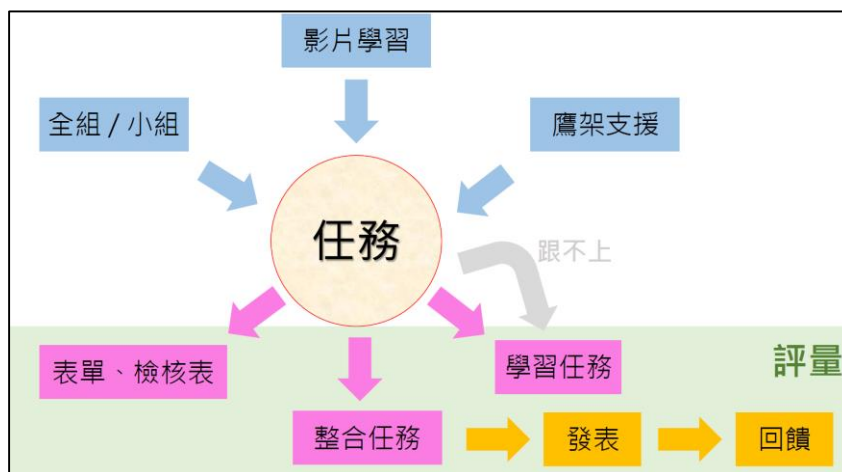 影片學習
全組 / 小組
鷹架支援
任務
跟不上
表單、檢核表
學習任務
評量
整合任務
發表
回饋